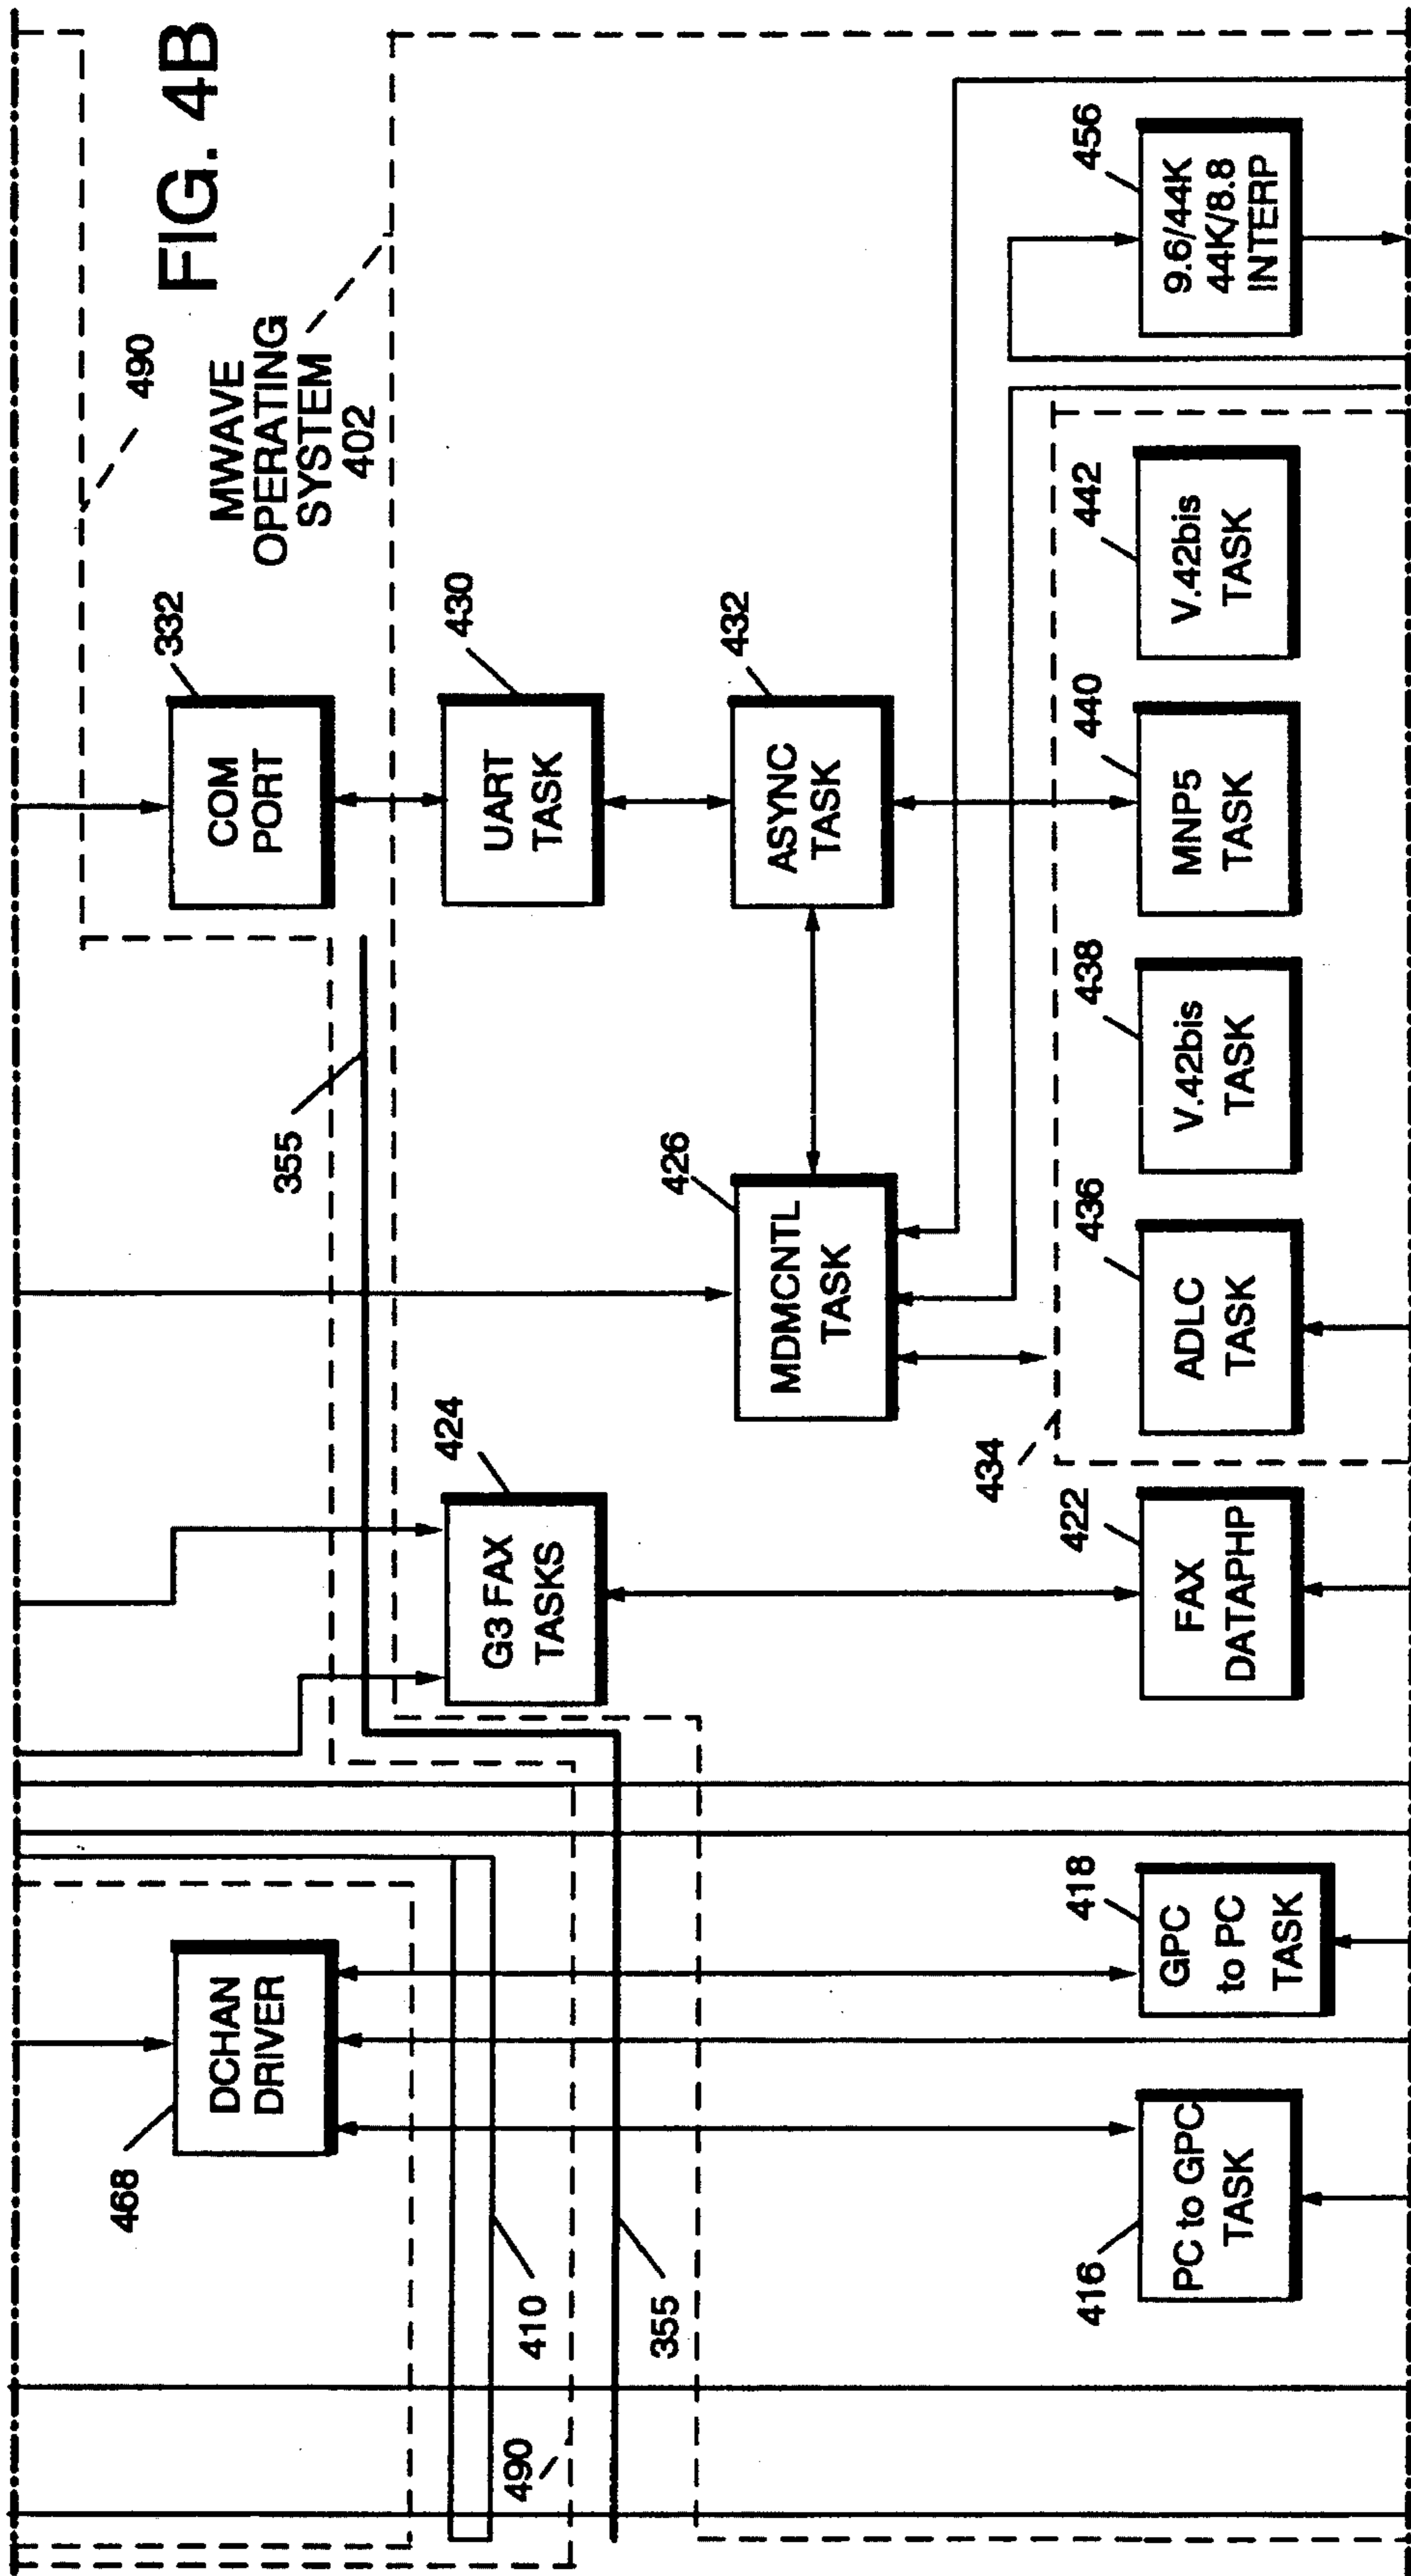 FIG. 4B
490
MWAVE
OPERATING
SYSTEM
402
332
COM
PORT
355
468
DCHAN
DRIVER
410
490
355
424
G3 FAX
TASKS
430
UART
TASK
426
MDMCNTL
TASK
432
ASYNC
TASK
434
416
PC to GPC
TASK
418
GPC
to PC
TASK
422
FAX
DATAPHP
436
ADLC
TASK
438
V.42bis
TASK
440
MNP5
TASK
442
V.42bis
TASK
456
9.6/44K
44K/8.8
INTERP